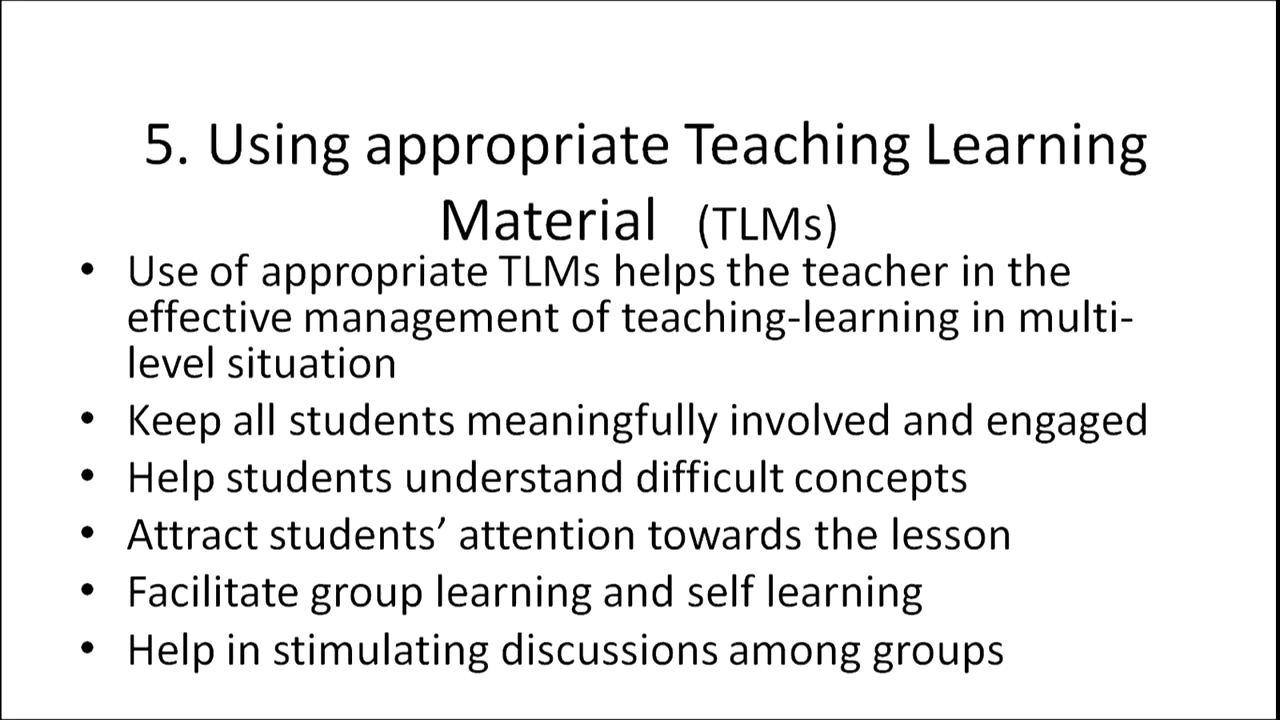 5. Using appropriate Teaching Learning
Material (TLMs)
• Use of appropriate TLMs helps the teacher in the
effective management of teaching-learning in multi-
level situation
• Keep all students meaningfully involved and engaged
• Help students understand difficult concepts
• Attract students’ attention towards the lesson
• Facilitate group learning and self learning
• Help in stimulating discussions among groups